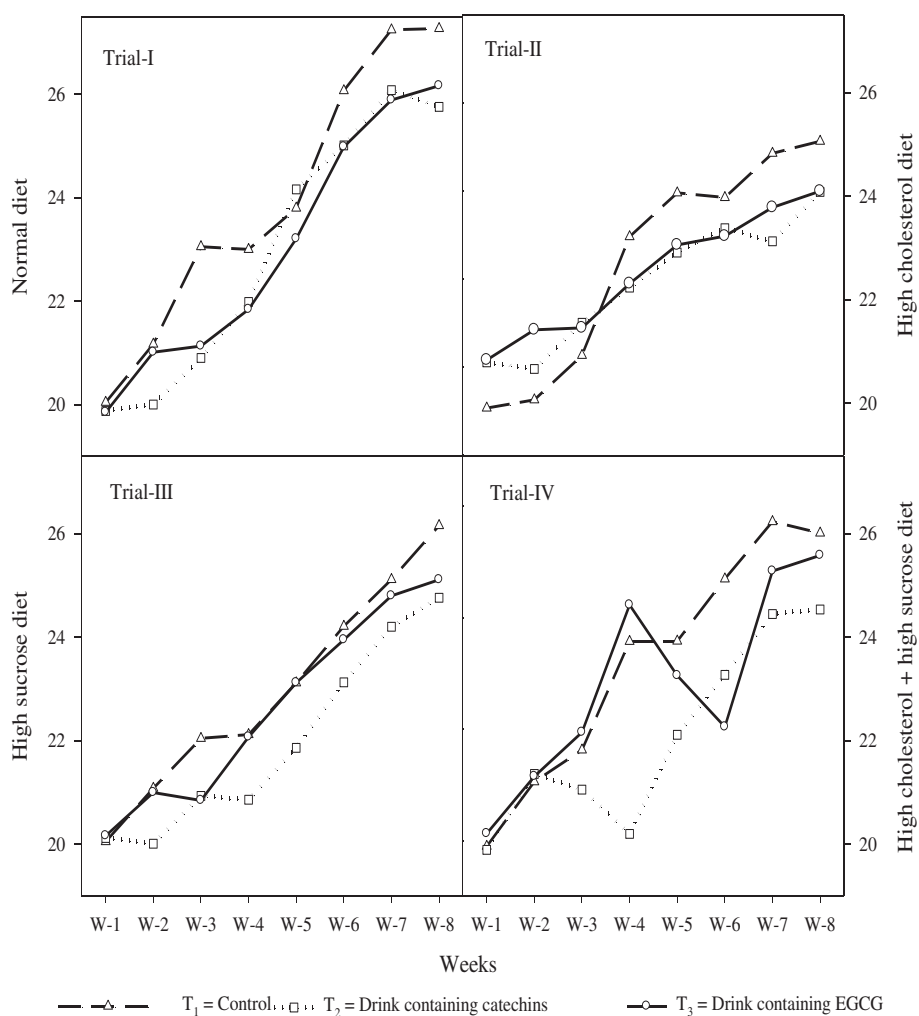 Trial-I
Trial-II
26
24
22
20
Normal diet
26
24
22
20
High cholesterol diet
Trial-III
Trial-IV
26
24
22
20
High sucrose diet
26
24
22
20
High cholesterol + high sucrose diet
W-1 W-2 W-3 W-4 W-5 W-6 W-7 W-8
W-1 W-2 W-3 W-4 W-5 W-6 W-7 W-8
Weeks
T1 = Control
T2 = Drink containing catechins
T3 = Drink containing EGCG